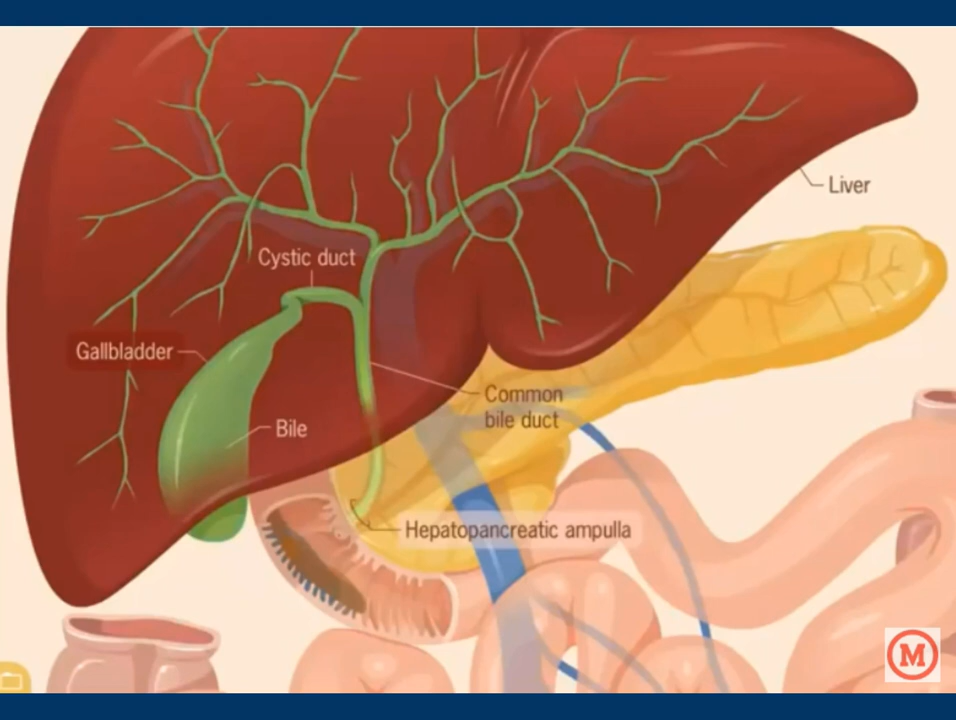 Liver
Cystic duct
Gallbladder
Common
bile duct
Bile
Hepatopancreatic ampulla
M